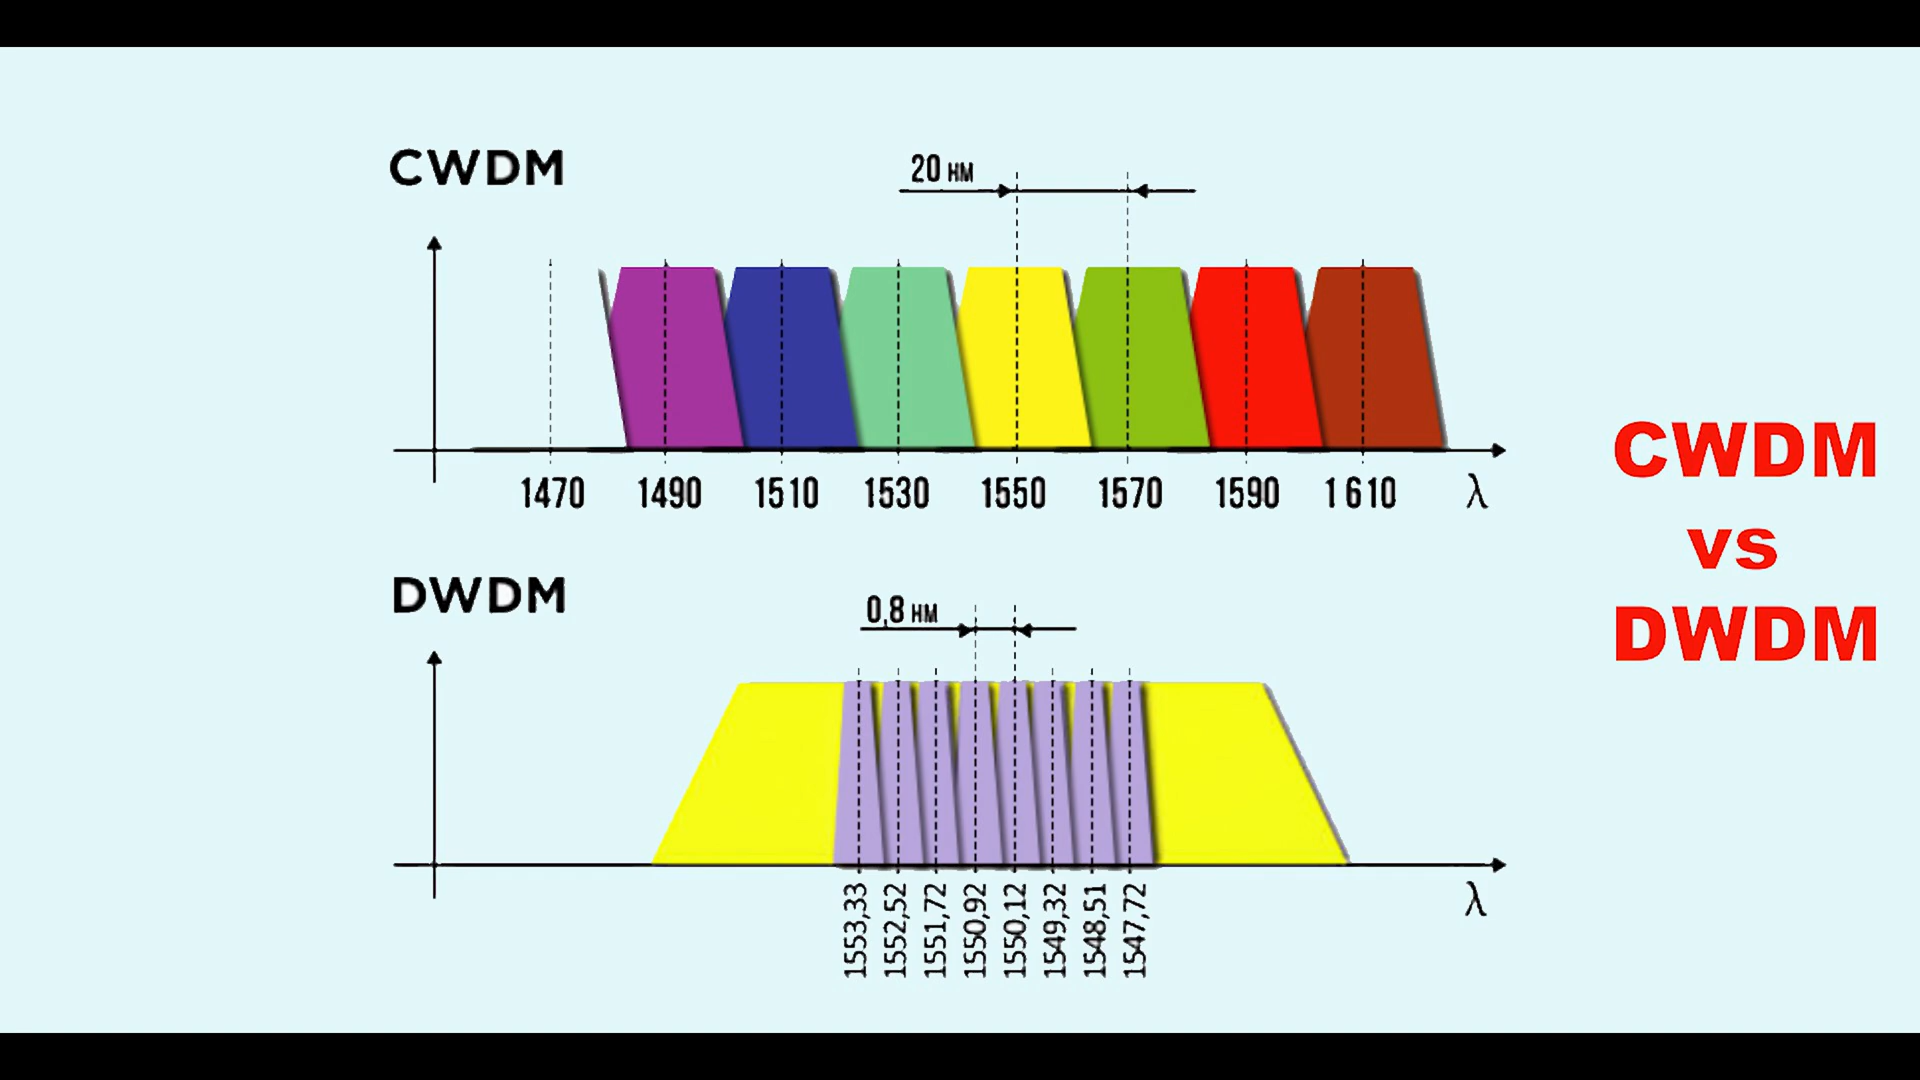 CWDM
20 нм
1470 1490 1510 1530 1550 1570 1590 1610 λ
DWDM
0,8 нм
1553,33 1552,52 1551,72 1550,92 1550,12 1549,32 1548,51 1547,72 λ
CWDM
vs
DWDM